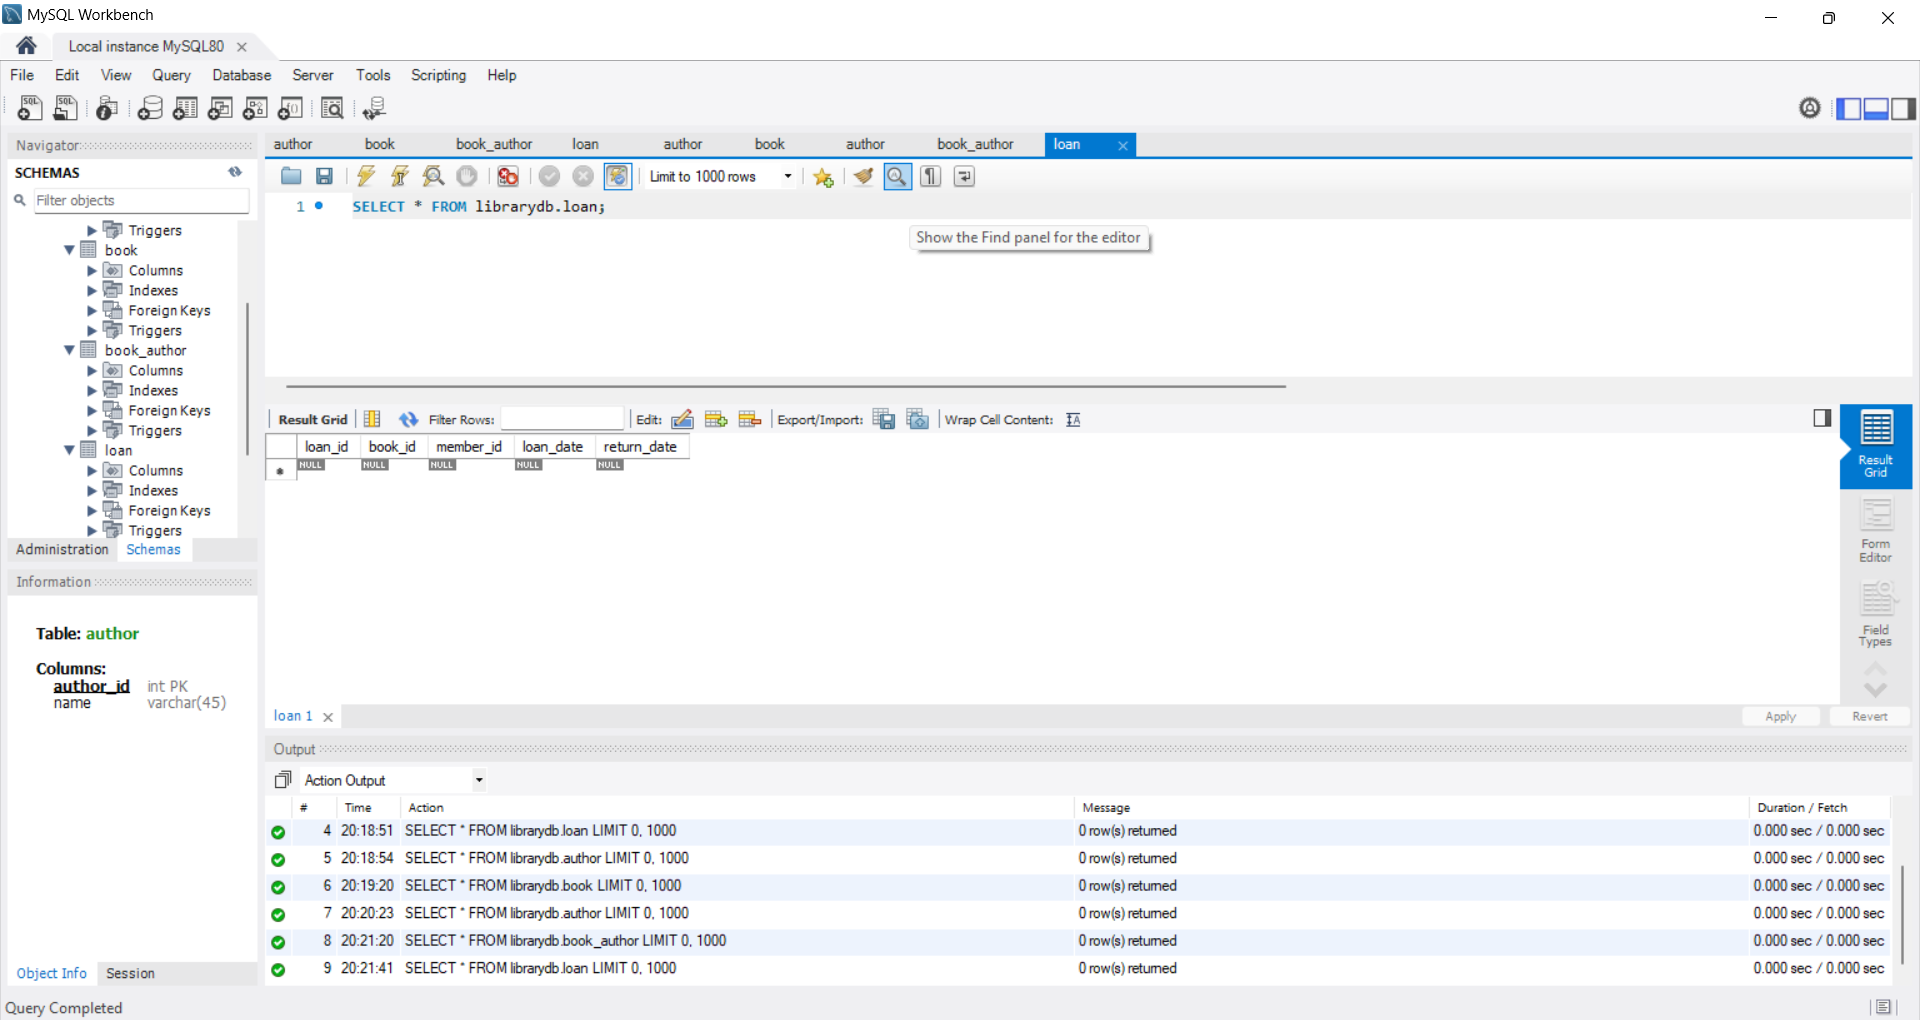 MySQL Workbench
Local instance MySQL80
File Edit View Query Database Server Tools Scripting Help
Navigator
SCHEMAS
Filter objects
Triggers
book
Columns
Indexes
Foreign Keys
Triggers
book_author
Columns
Indexes
Foreign Keys
Triggers
loan
Columns
Indexes
Foreign Keys
Triggers
Administration Schemas
Information
Table: author
Columns:
author_id int PK
name varchar(45)
Object Info Session
author book book_author loan author book author book_author loan
Limit to 1000 rows
1 SELECT * FROM librarydb.loan;
Show the Find panel for the editor
Result Grid Filter Rows: Edit: Export/Import: Wrap Cell Content:
loan_id book_id member_id loan_date return_date
NULL NULL NULL NULL NULL
Result
Grid
Form
Editor
Field
Types
loan 1
Apply Revert
Output
Action Output
# Time Action Message Duration / Fetch
4 20:18:51 SELECT * FROM librarydb.loan LIMIT 0, 1000 0 row(s) returned 0.000 sec / 0.000 sec
5 20:18:54 SELECT * FROM librarydb.author LIMIT 0, 1000 0 row(s) returned 0.000 sec / 0.000 sec
6 20:19:20 SELECT * FROM librarydb.book LIMIT 0, 1000 0 row(s) returned 0.000 sec / 0.000 sec
7 20:20:23 SELECT * FROM librarydb.author LIMIT 0, 1000 0 row(s) returned 0.000 sec / 0.000 sec
8 20:21:20 SELECT * FROM librarydb.book_author LIMIT 0, 1000 0 row(s) returned 0.000 sec / 0.000 sec
9 20:21:41 SELECT * FROM librarydb.loan LIMIT 0, 1000 0 row(s) returned 0.000 sec / 0.000 sec
Query Completed